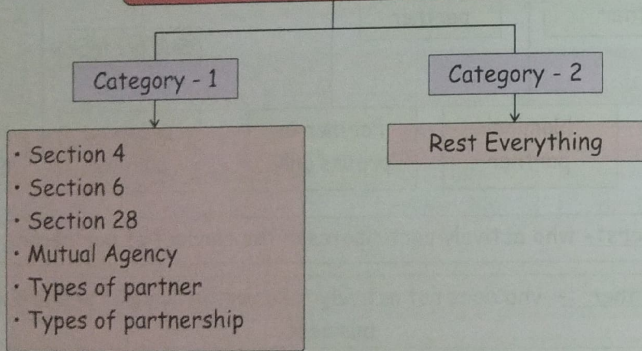 Category - 1
Category - 2
• Section 4
• Section 6
• Section 28
• Mutual Agency
• Types of partner
• Types of partnership
Rest Everything